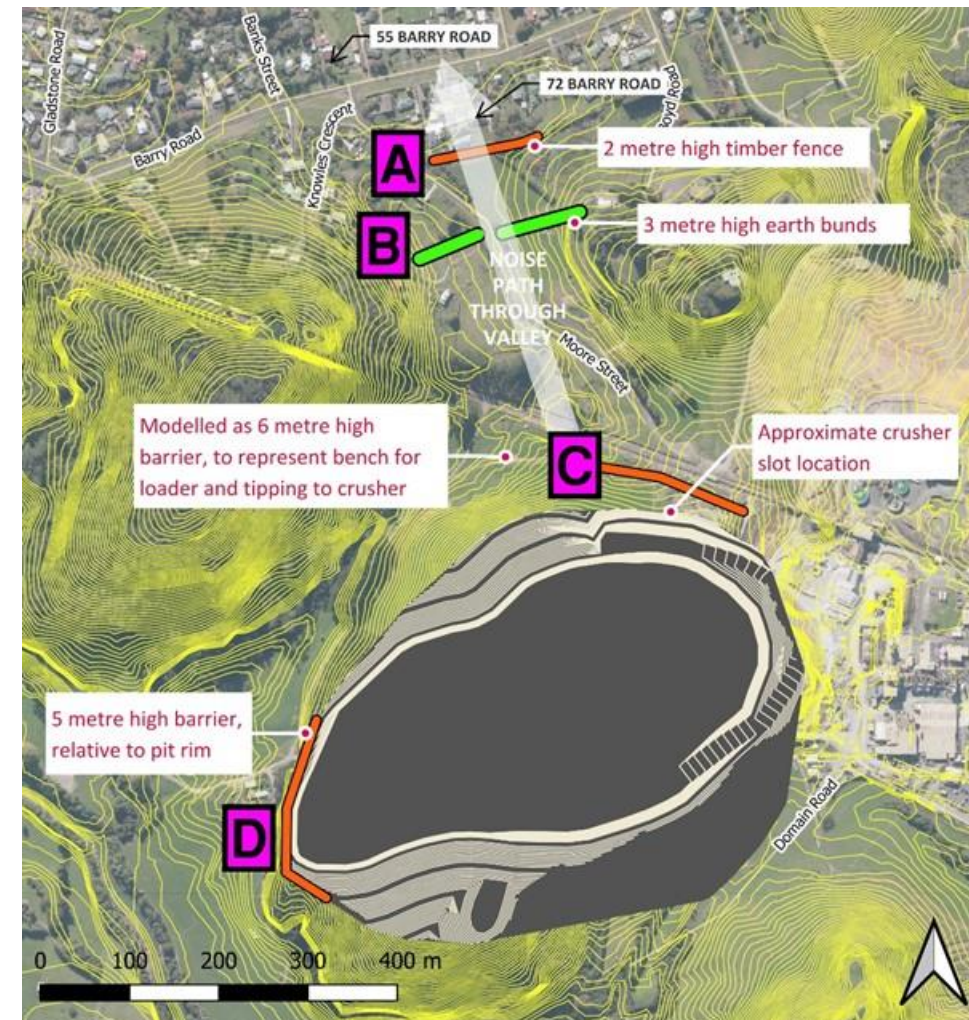 Gladstone Road
Banks Street
55 BARRY ROAD
72 BARRY ROAD
Barry Road
Knowles Crescent
A
2 metre high timber fence
B
3 metre high earth bunds
NOISE
PATH
THROUGH
VALLEY
Moore Street
Modelled as 6 metre high
barrier, to represent bench for
loader and tipping to crusher
C
Approximate crusher
slot location
5 metre high barrier,
relative to pit rim
D
Domain Road
0 100 200 300 400 m